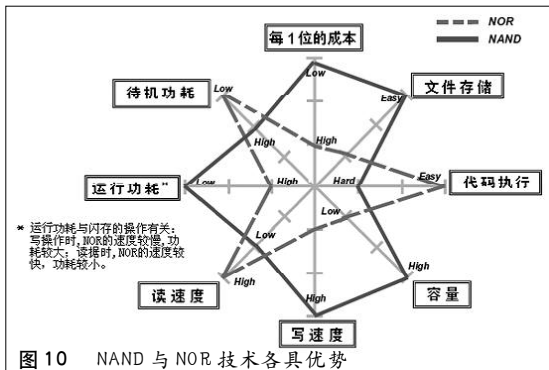 NOR
NAND
每1位的成本
Low
待机功耗
Low
文件存储
Easy
High
High
运行功耗**
Low
High
Hard
Easy
代码执行
* 运行功耗与闪存的操作有关:
写操作时,NOR的速度较慢,功
耗较大; 读据时,NOR的速度较
快, 功耗较小。
Low
Low
High
High
High
读速度
写速度
容量
图10 NAND与NOR技术各具优势